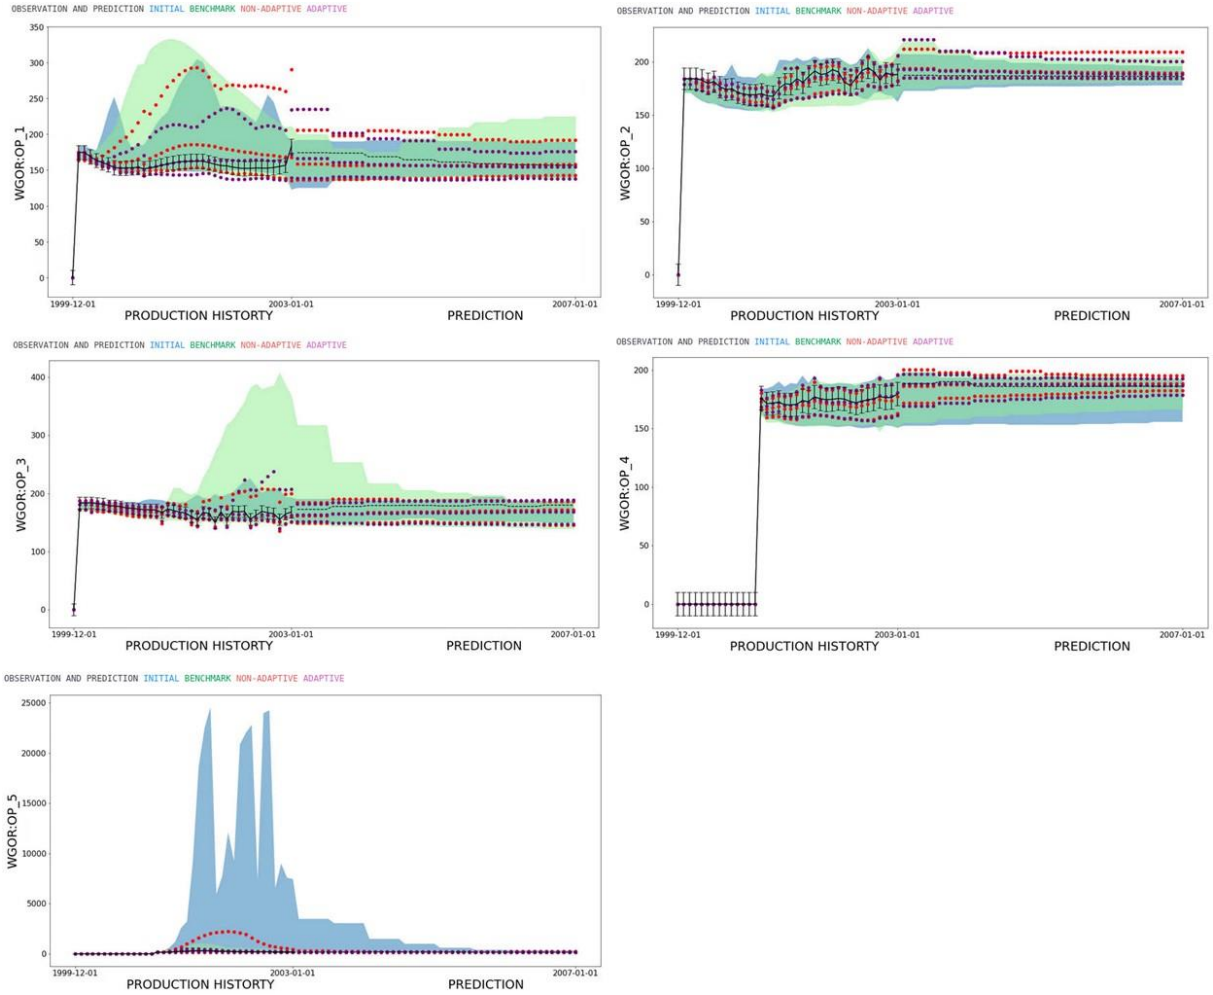 OBSERVATION AND PREDICTION INITIAL BENCHMARK NON-ADAPTIVE ADAPTIVE
350
300
250
200
150
100
50
0
WGOR:OP_1
1999-12-01 2003-01-01 2007-01-01
PRODUCTION HISTORTY PREDICTION
OBSERVATION AND PREDICTION INITIAL BENCHMARK NON-ADAPTIVE ADAPTIVE
200
150
100
50
0
WGOR:OP_2
1999-12-01 2003-01-01 2007-01-01
PRODUCTION HISTORTY PREDICTION
OBSERVATION AND PREDICTION INITIAL BENCHMARK NON-ADAPTIVE ADAPTIVE
400
300
200
100
0
WGOR:OP_3
1999-12-01 2003-01-01 2007-01-01
PRODUCTION HISTORTY PREDICTION
OBSERVATION AND PREDICTION INITIAL BENCHMARK NON-ADAPTIVE ADAPTIVE
200
150
100
50
0
WGOR:OP_4
1999-12-01 2003-01-01 2007-01-01
PRODUCTION HISTORTY PREDICTION
OBSERVATION AND PREDICTION INITIAL BENCHMARK NON-ADAPTIVE ADAPTIVE
25000
20000
15000
10000
5000
0
WGOR:OP_5
1999-12-01 2003-01-01 2007-01-01
PRODUCTION HISTORTY PREDICTION